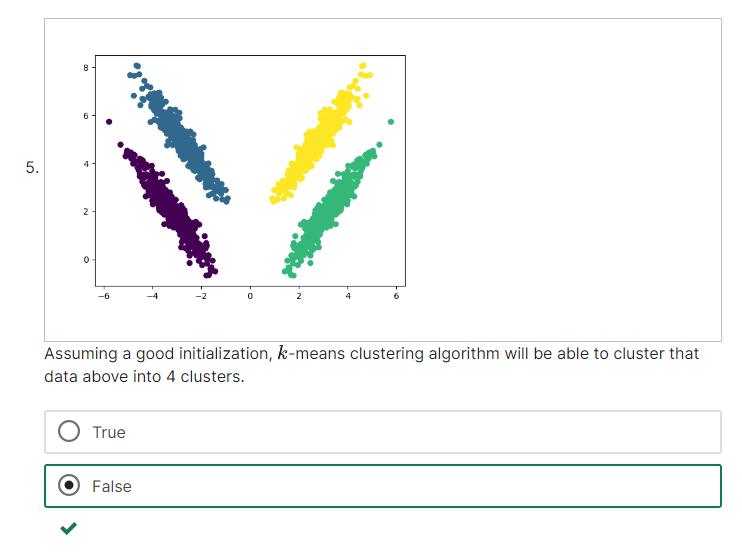 8
6
4
2
0
−6 −4 −2 0 2 4 6
5.
Assuming a good initialization, k-means clustering algorithm will be able to cluster that
data above into 4 clusters.
True
False